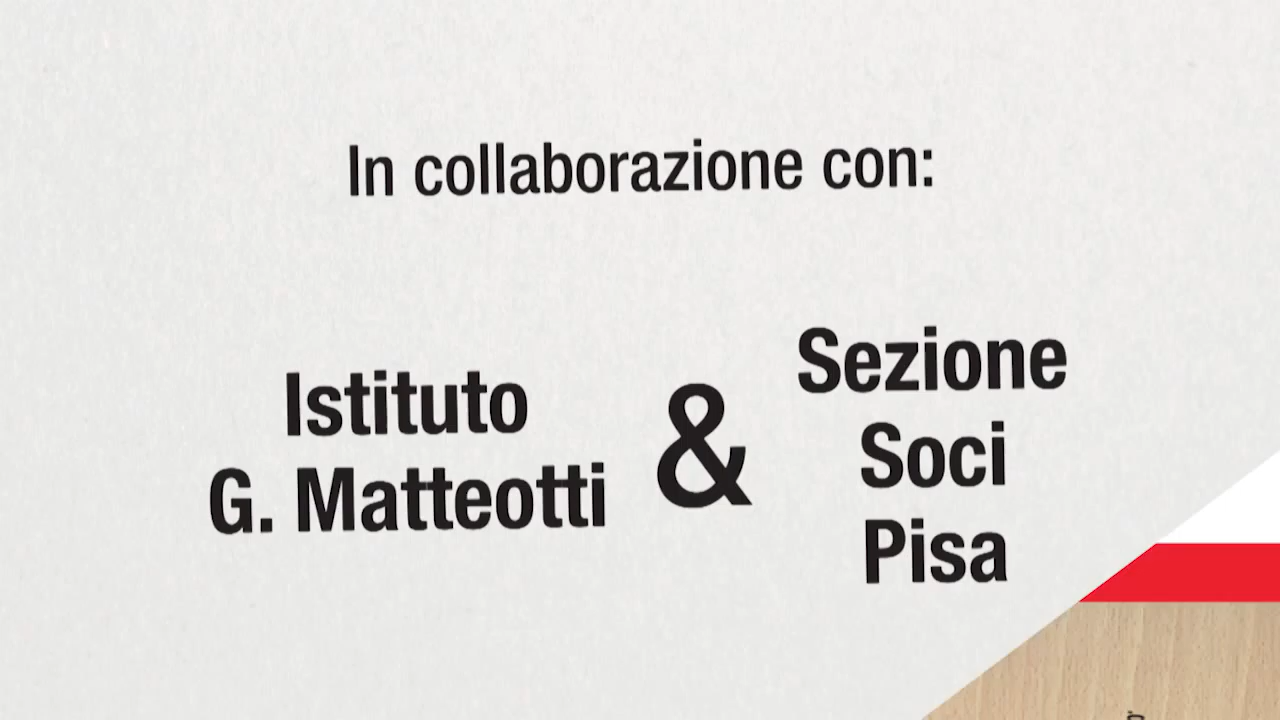 In collaborazione con:
Istituto
G. Matteotti
&
Sezione
Soci
Pisa